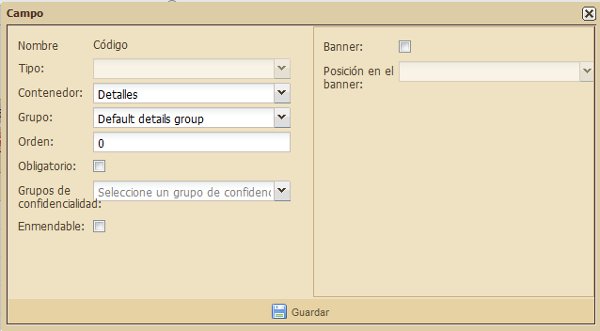 Campo
Nombre Código
Tipo:
Contenedor: Detalles
Grupo: Default details group
Orden: 0
Obligatorio:
Grupos de confidencialidad: Seleccione un grupo de confidenc
Enmendable:
Banner:
Posición en el
banner:
Guardar